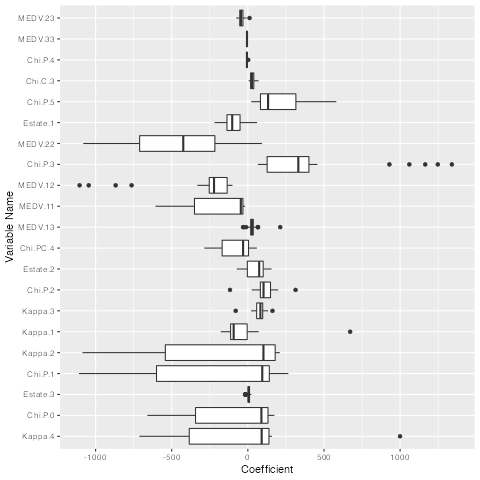 MEDV.23
MEDV.33
Chi.P.4
Chi.C.3
Chi.P.5
Estate.1
MEDV.22
Chi.P.3
MEDV.12
MEDV.11
MEDV.13
Chi.PC.4
Estate.2
Chi.P.2
Kappa.3
Kappa.1
Kappa.2
Chi.P.1
Estate.3
Chi.P.0
Kappa.4
Variable Name
-1000 -500 0 500 1000
Coefficient